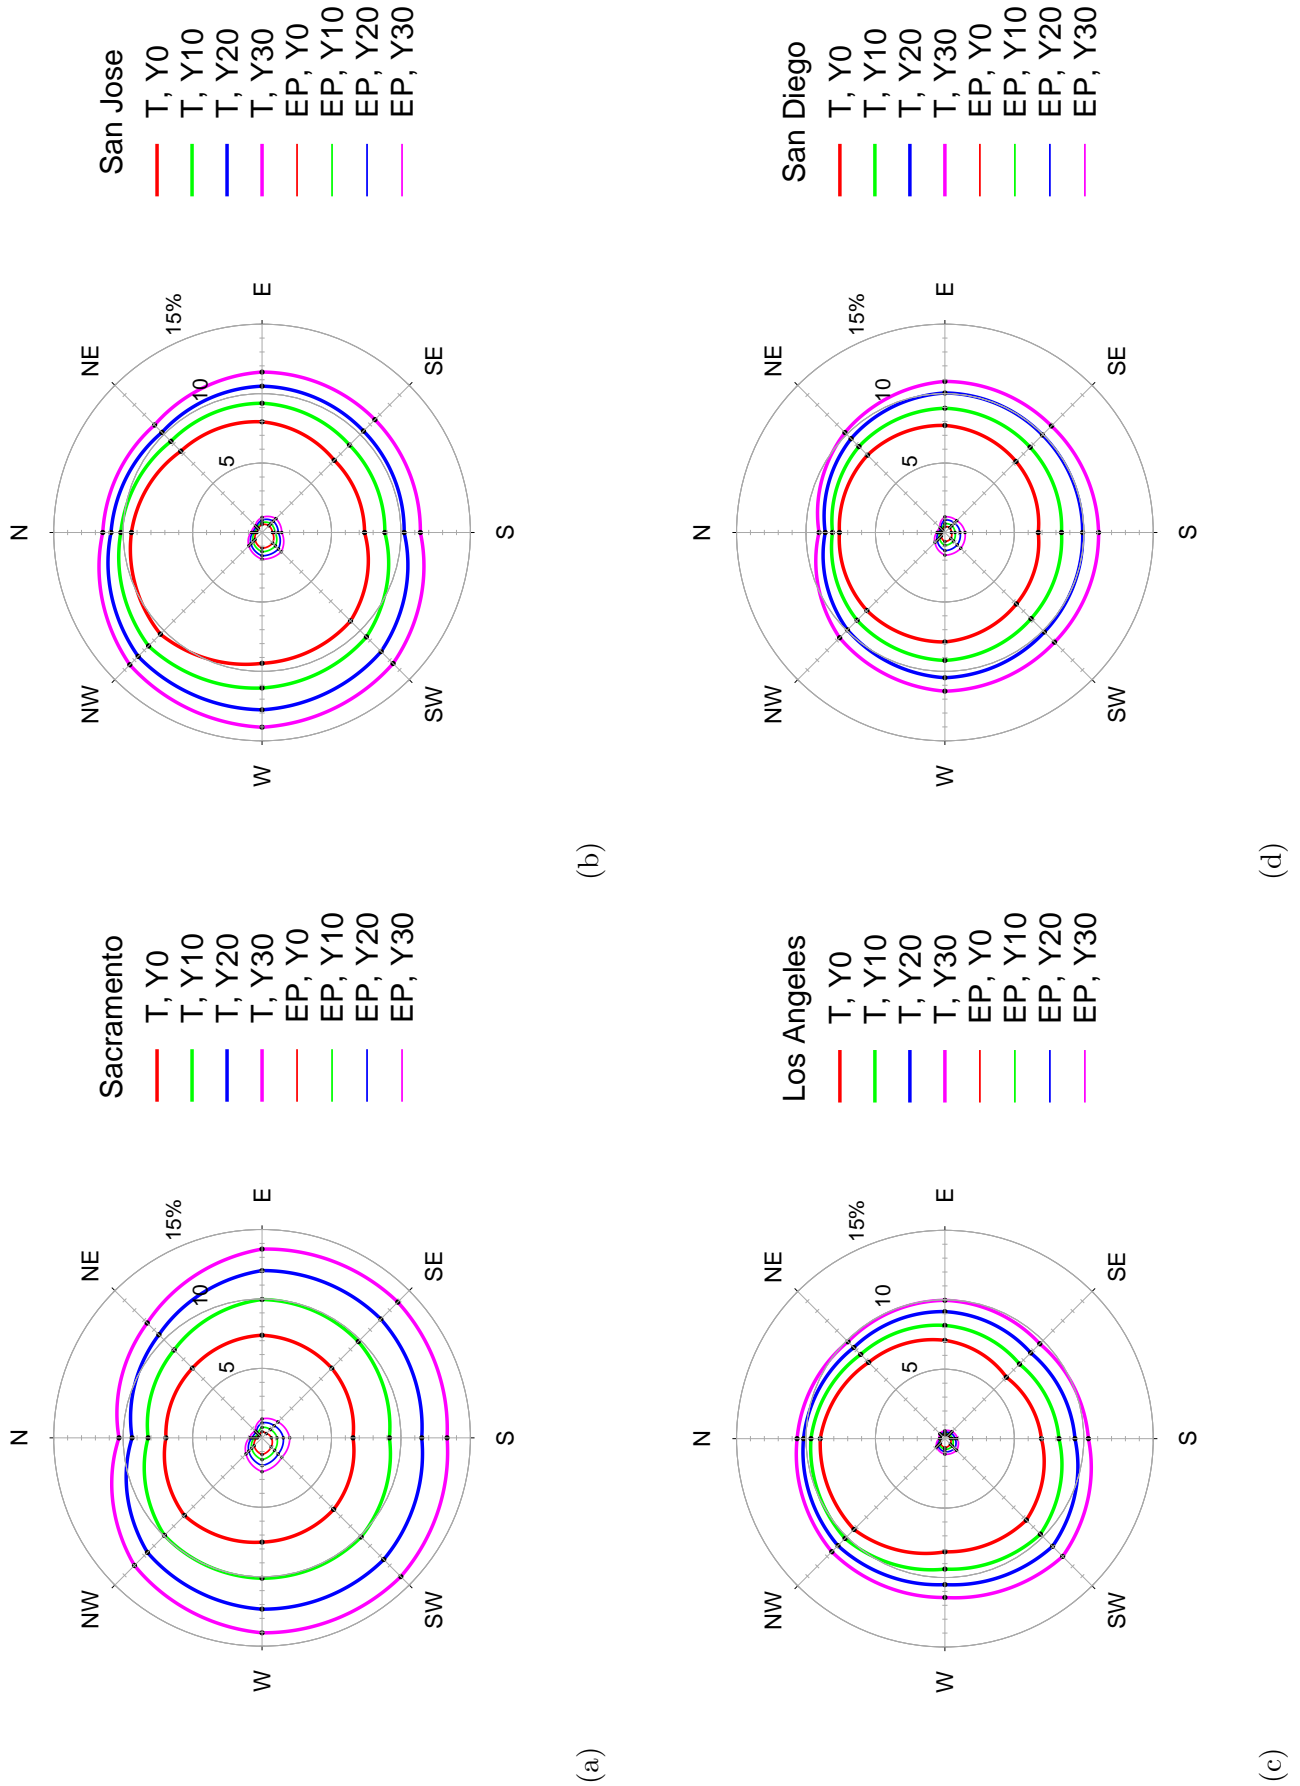 N
NE
E
SE
S
SW
W
NW
5
10
15%
Sacramento
T, Y0
T, Y10
T, Y20
T, Y30
EP, Y0
EP, Y10
EP, Y20
EP, Y30
(a)
N
NE
E
SE
S
SW
W
NW
5
10
15%
San Jose
T, Y0
T, Y10
T, Y20
T, Y30
EP, Y0
EP, Y10
EP, Y20
EP, Y30
(b)
N
NE
E
SE
S
SW
W
NW
5
10
15%
Los Angeles
T, Y0
T, Y10
T, Y20
T, Y30
EP, Y0
EP, Y10
EP, Y20
EP, Y30
(c)
N
NE
E
SE
S
SW
W
NW
5
10
15%
San Diego
T, Y0
T, Y10
T, Y20
T, Y30
EP, Y0
EP, Y10
EP, Y20
EP, Y30
(d)